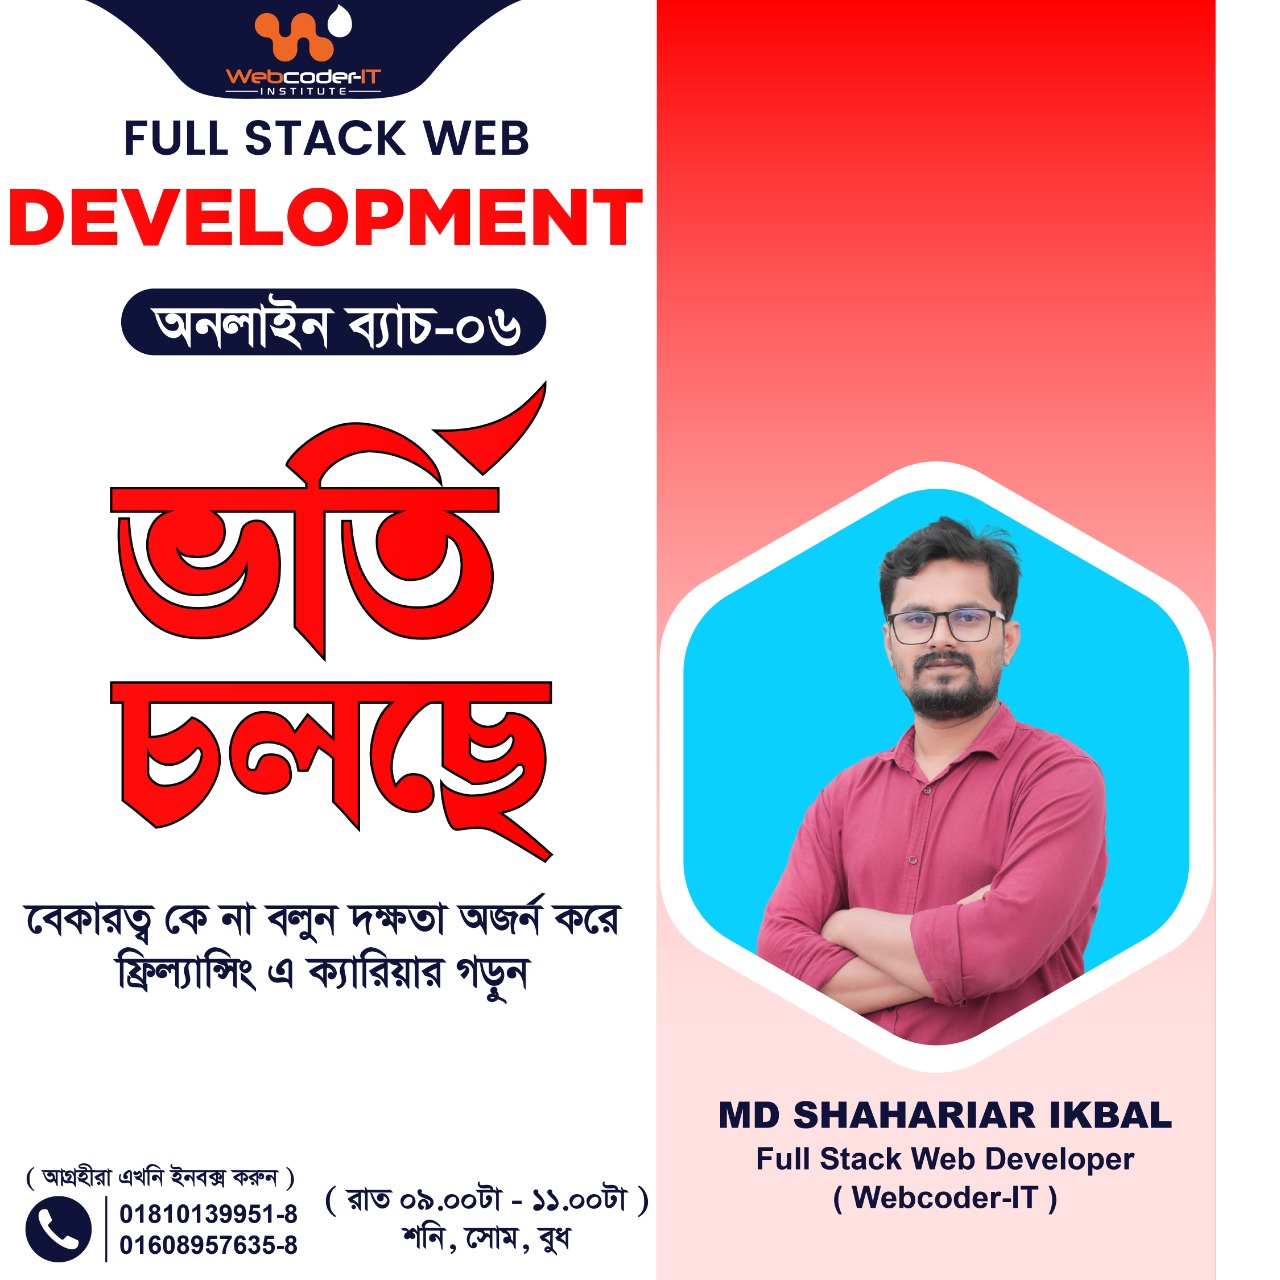 Webcoder-IT
INSTITUTE
FULL STACK WEB
DEVELOPMENT
অনলাইন ব্যাচ-০৬
ভর্তি
চলছে
বেকারত্ব কে না বলুন দক্ষতা অর্জন করে
ফ্রিল্যান্সিং এ ক্যারিয়ার গড়ুন
( আগ্রহীরা এখনি ইনবক্স করুন )
01810139951-8
01608957635-8
( রাত ০৯.০০টা - ১১.০০টা )
শনি, সোম, বুধ
MD SHAHARIAR IKBAL
Full Stack Web Developer
( Webcoder-IT )